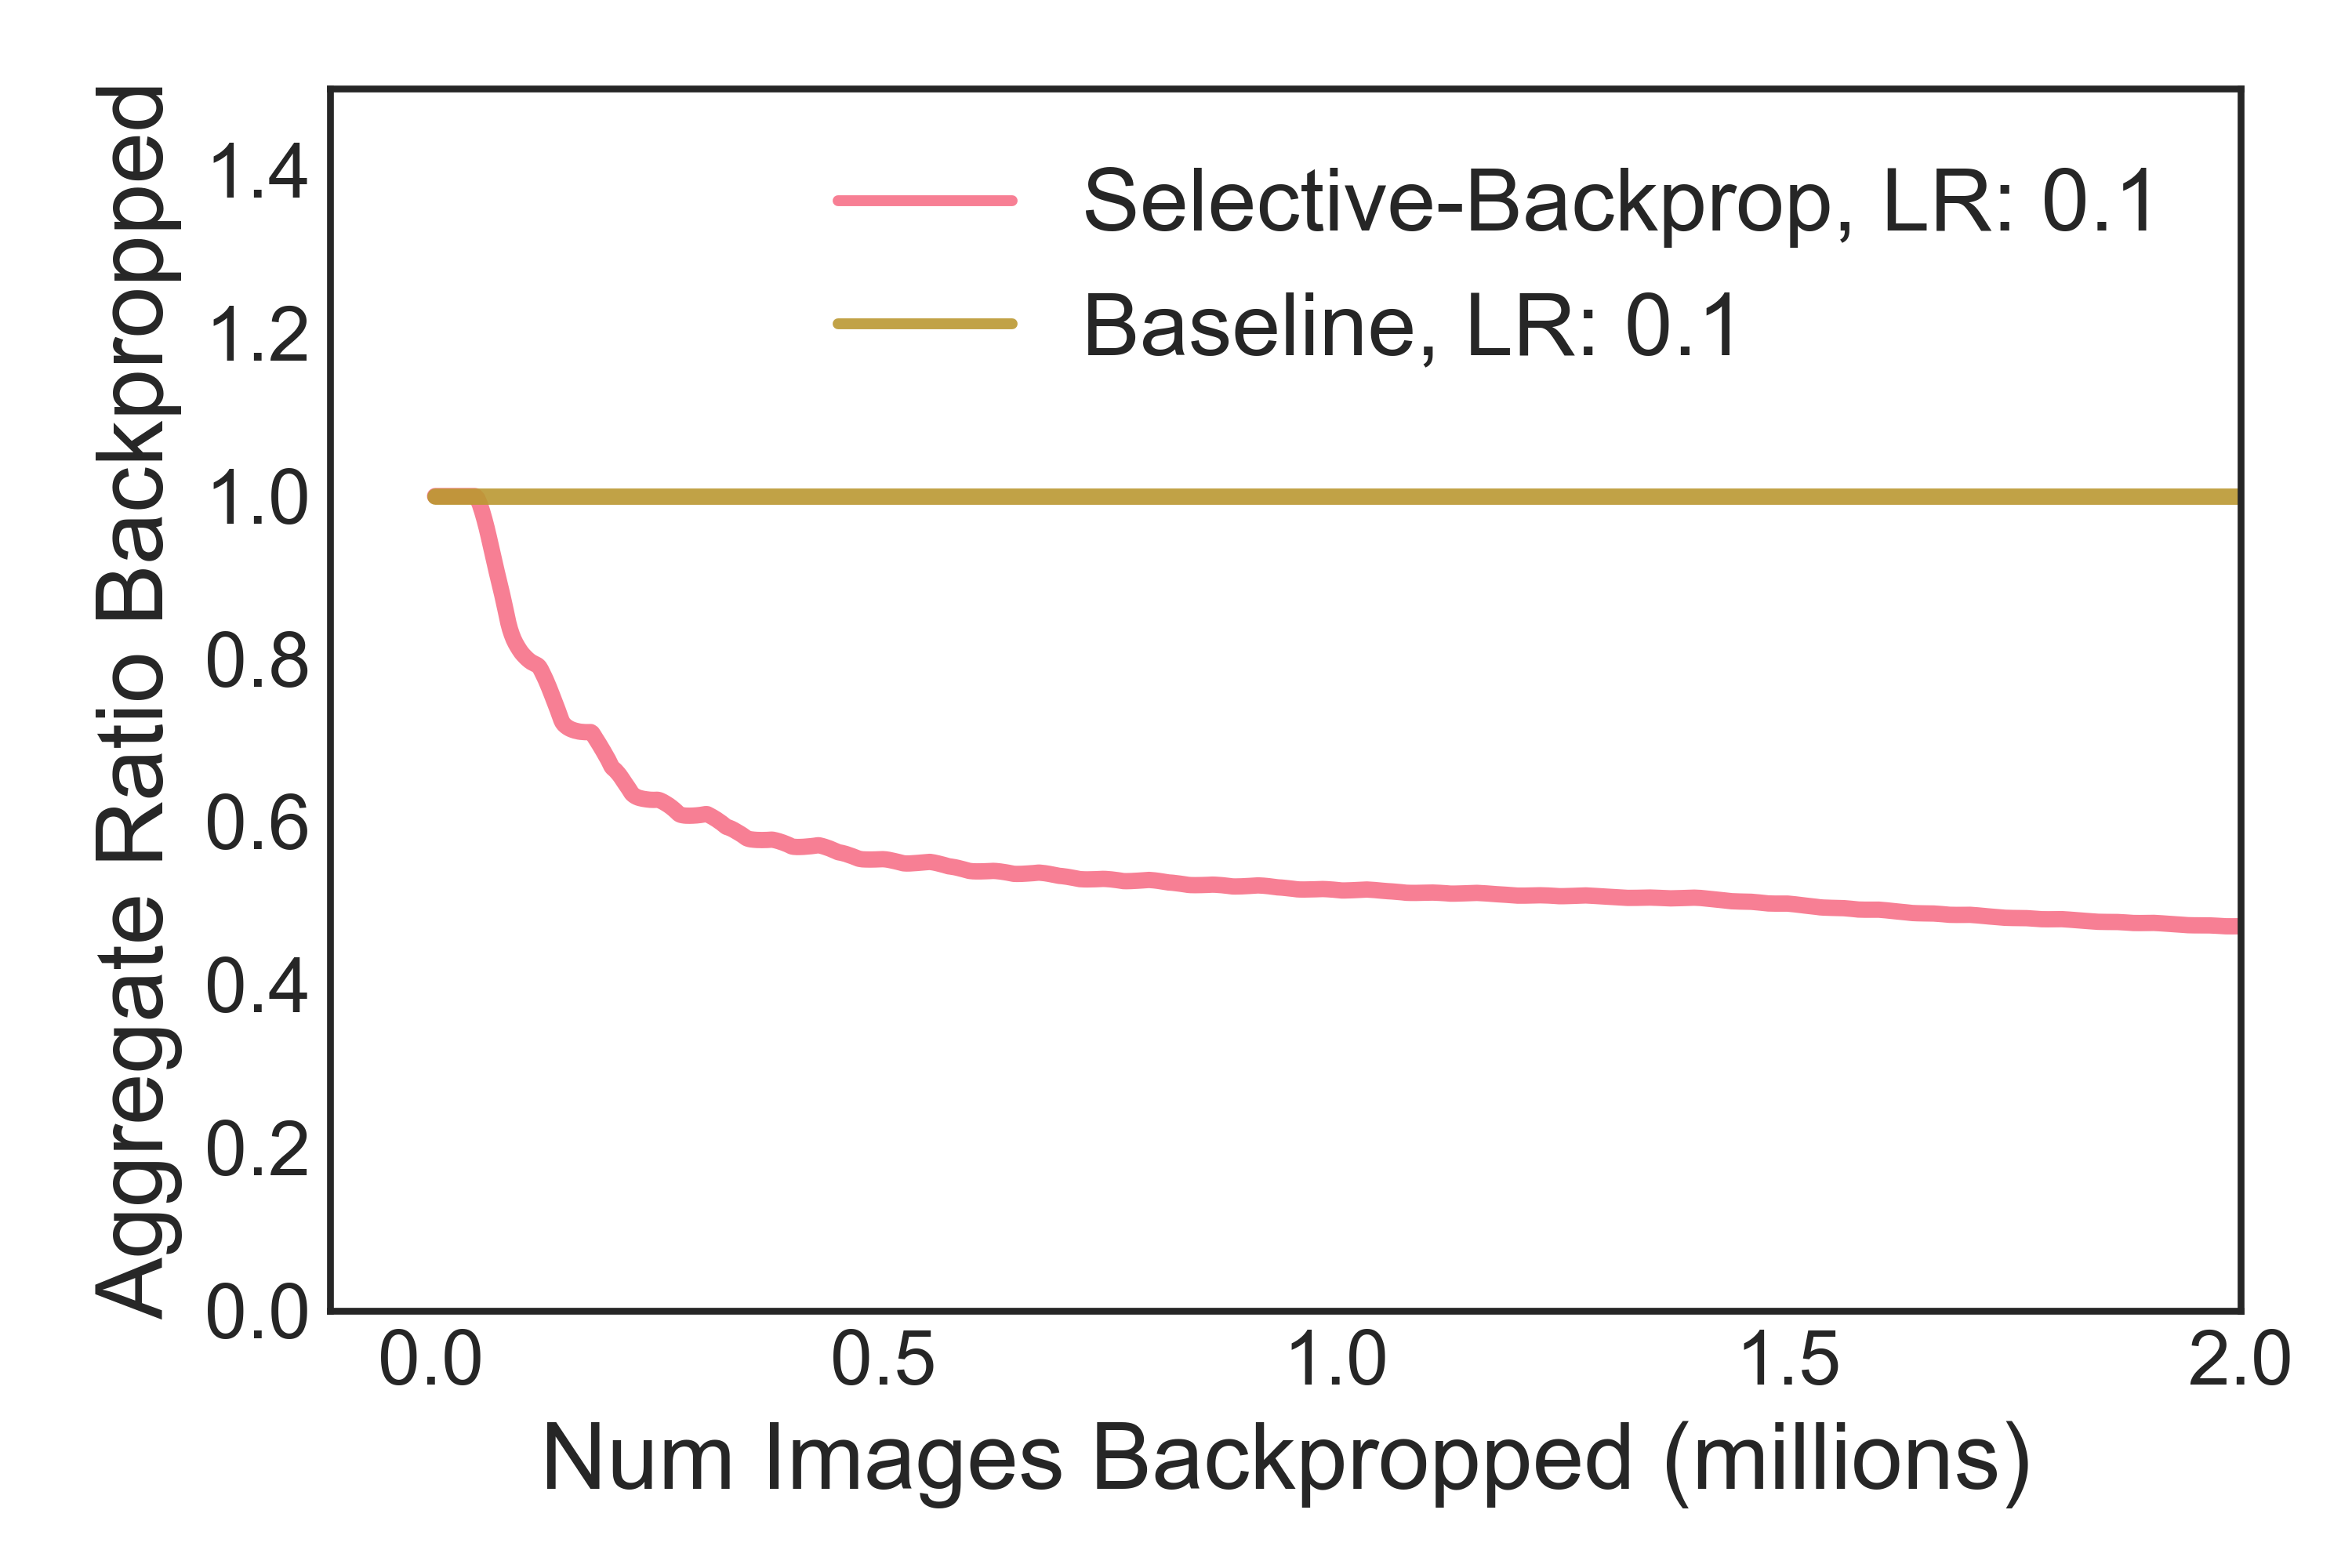 Selective-Backprop, LR: 0.1
Baseline, LR: 0.1
Aggregate Ratio Backpropped
1.4
1.2
1.0
0.8
0.6
0.4
0.2
0.0
0.0 0.5 1.0 1.5 2.0
Num Images Backpropped (millions)